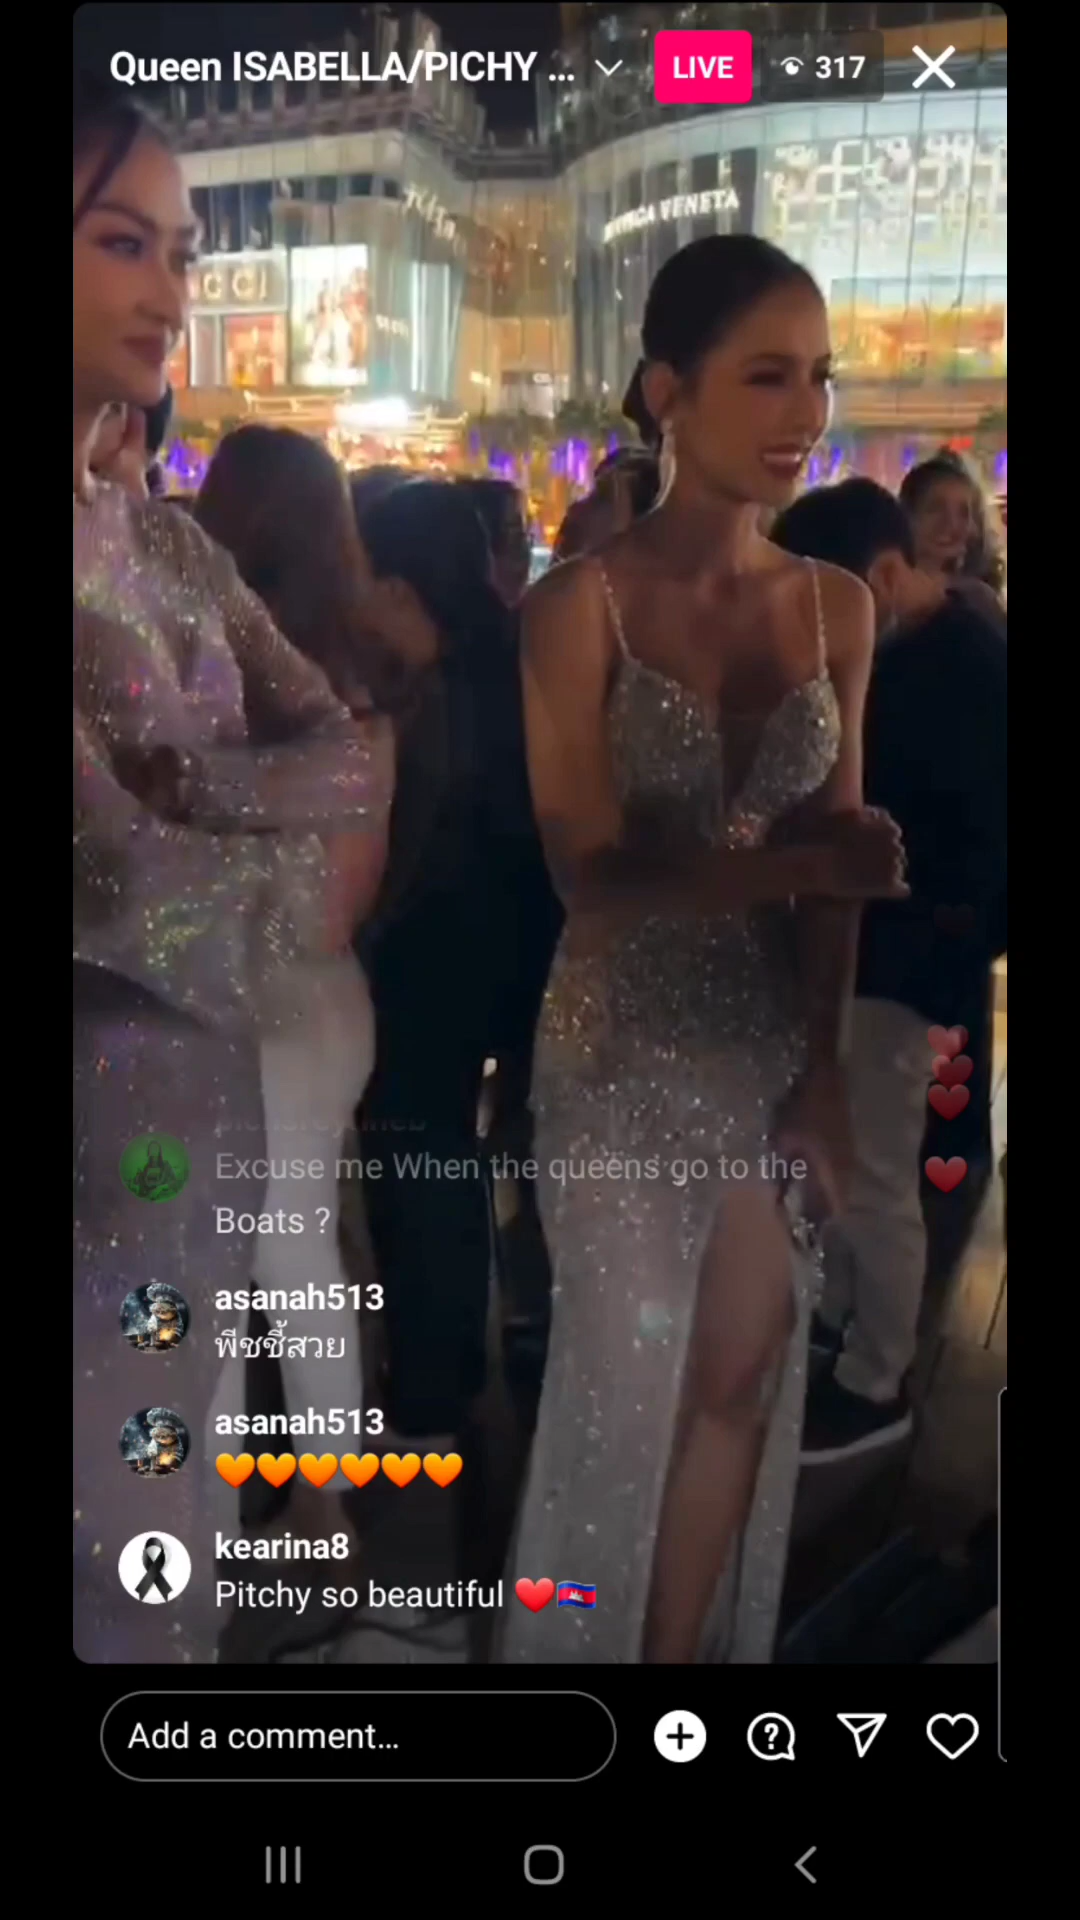 Queen ISABELLA/PICHY ...
LIVE
317
BOTTEGA VENETA
Excuse me When the queens go to the
Boats ?
asanah513
พีชชี้สวย
asanah513
🧡🧡🧡🧡🧡🧡
kearina8
Pitchy so beautiful ❤️🇰🇭
Add a comment...